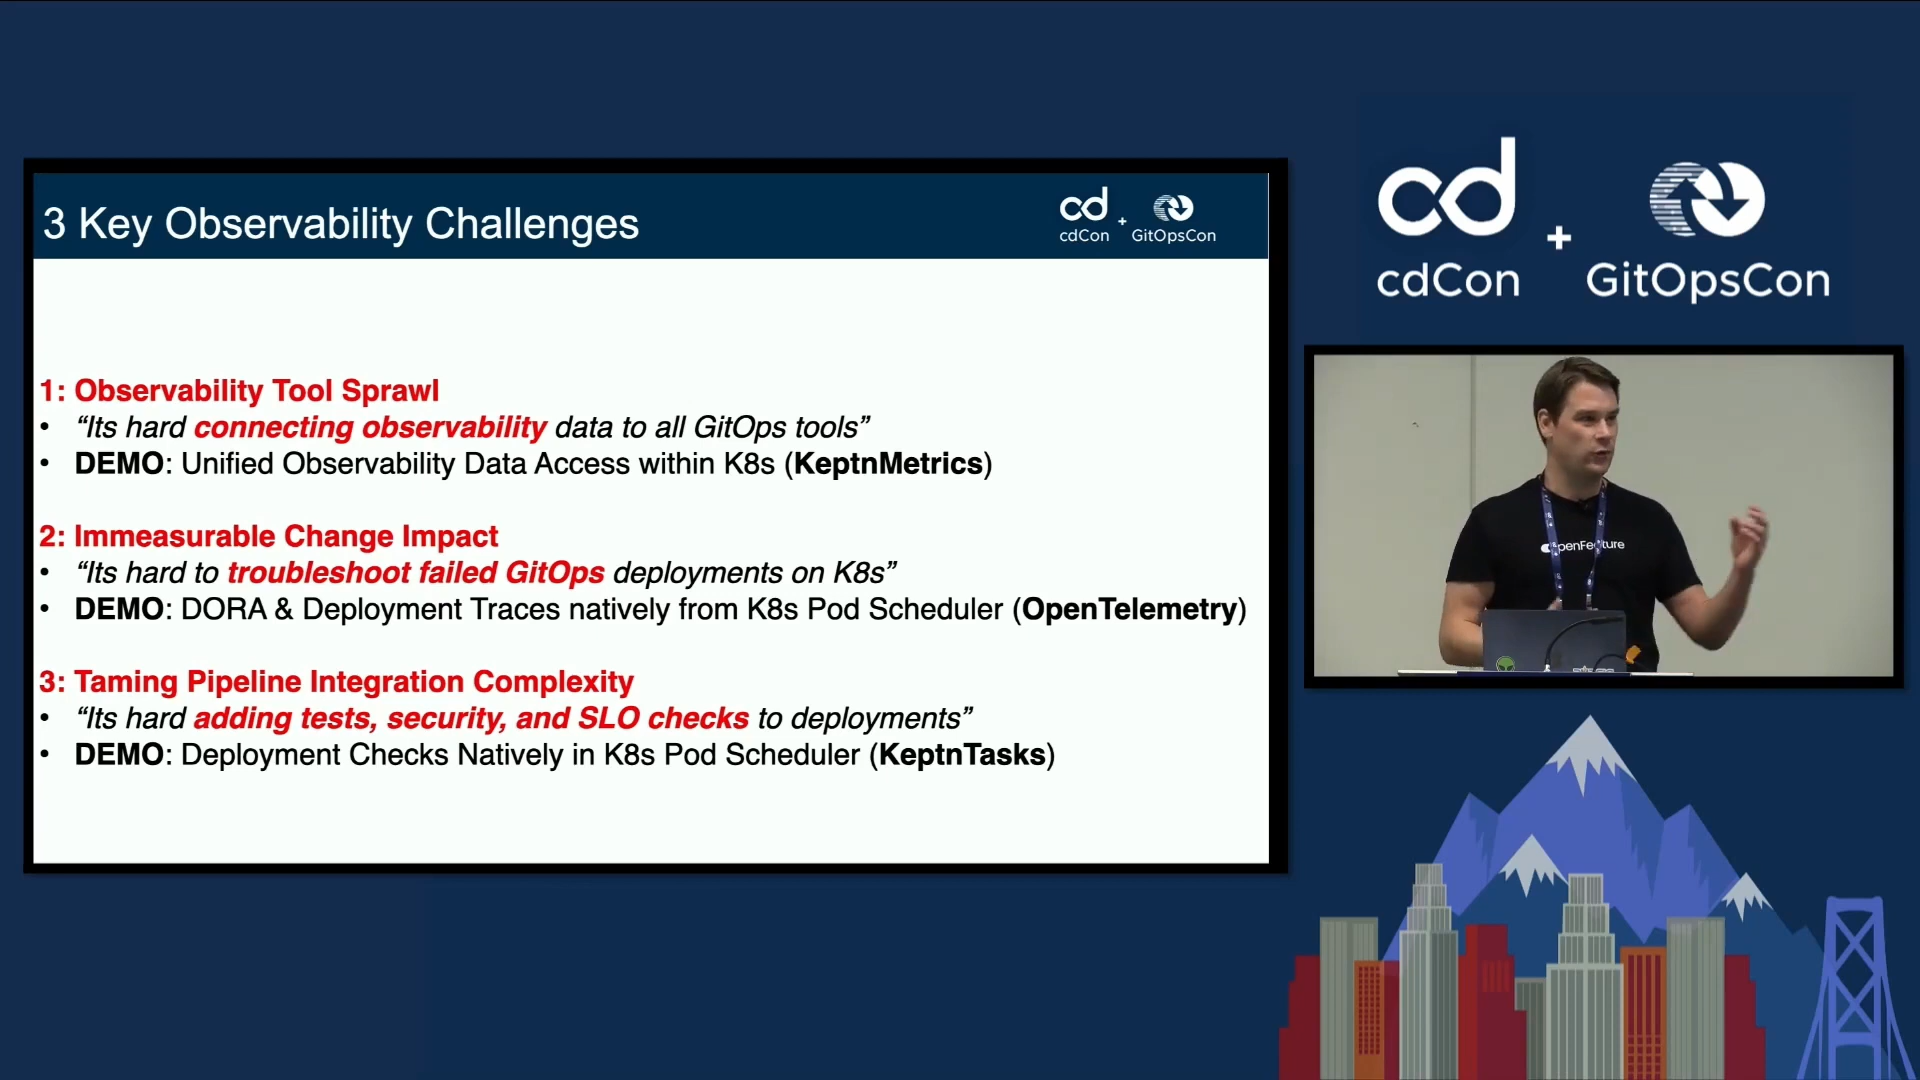 3 Key Observability Challenges
cd
+
cdCon GitOpsCon
1: Observability Tool Sprawl
• “Its hard connecting observability data to all GitOps tools”
• DEMO: Unified Observability Data Access within K8s (KeptnMetrics)
2: Immeasurable Change Impact
• “Its hard to troubleshoot failed GitOps deployments on K8s”
• DEMO: DORA & Deployment Traces natively from K8s Pod Scheduler (OpenTelemetry)
3: Taming Pipeline Integration Complexity
• “Its hard adding tests, security, and SLO checks to deployments”
• DEMO: Deployment Checks Natively in K8s Pod Scheduler (KeptnTasks)
cd
+
cdCon GitOpsCon
OpenFeature